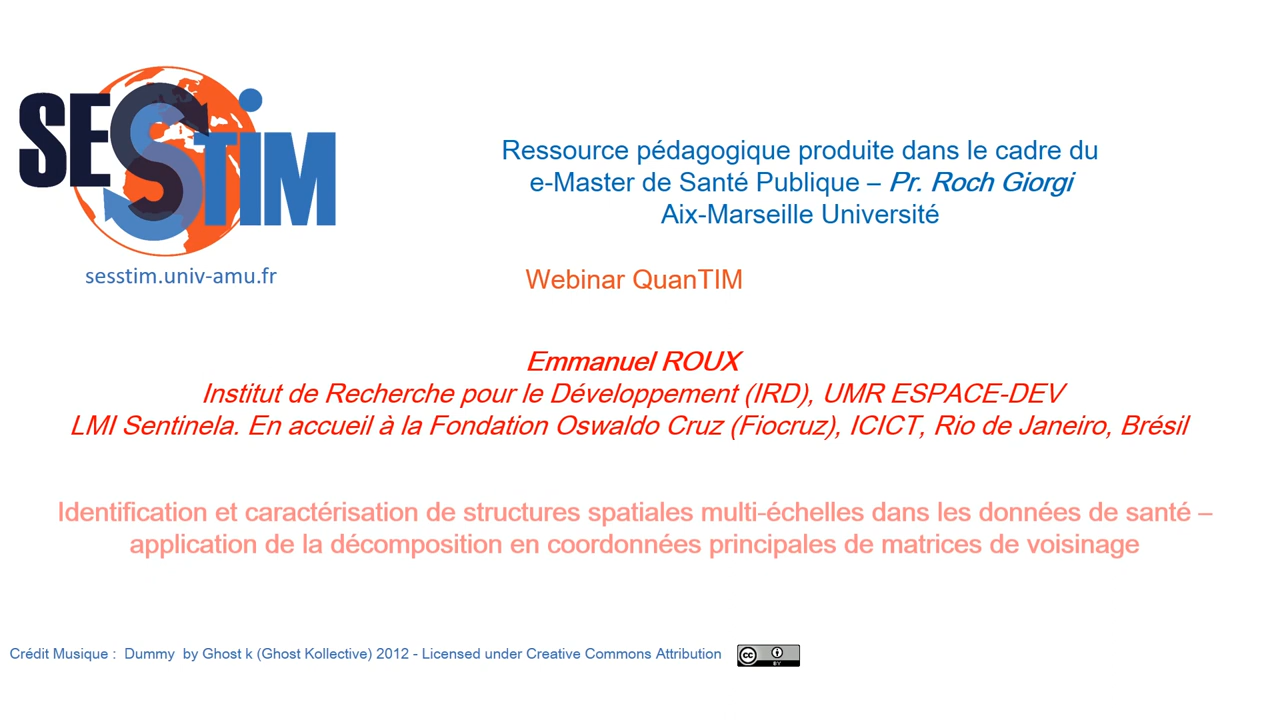 SESSTIM
sesstim.univ-amu.fr
Ressource pédagogique produite dans le cadre du
e-Master de Santé Publique – Pr. Roch Giorgi
Aix-Marseille Université
Webinar QuanTIM
Emmanuel ROUX
Institut de Recherche pour le Développement (IRD), UMR ESPACE-DEV
LMI Sentinela. En accueil à la Fondation Oswaldo Cruz (Fiocruz), ICICT, Rio de Janeiro, Brésil
Identification et caractérisation de structures spatiales multi-échelles dans les données de santé –
application de la décomposition en coordonnées principales de matrices de voisinage
Crédit Musique : Dummy by Ghost k (Ghost Kollective) 2012 - Licensed under Creative Commons Attribution
cc BY